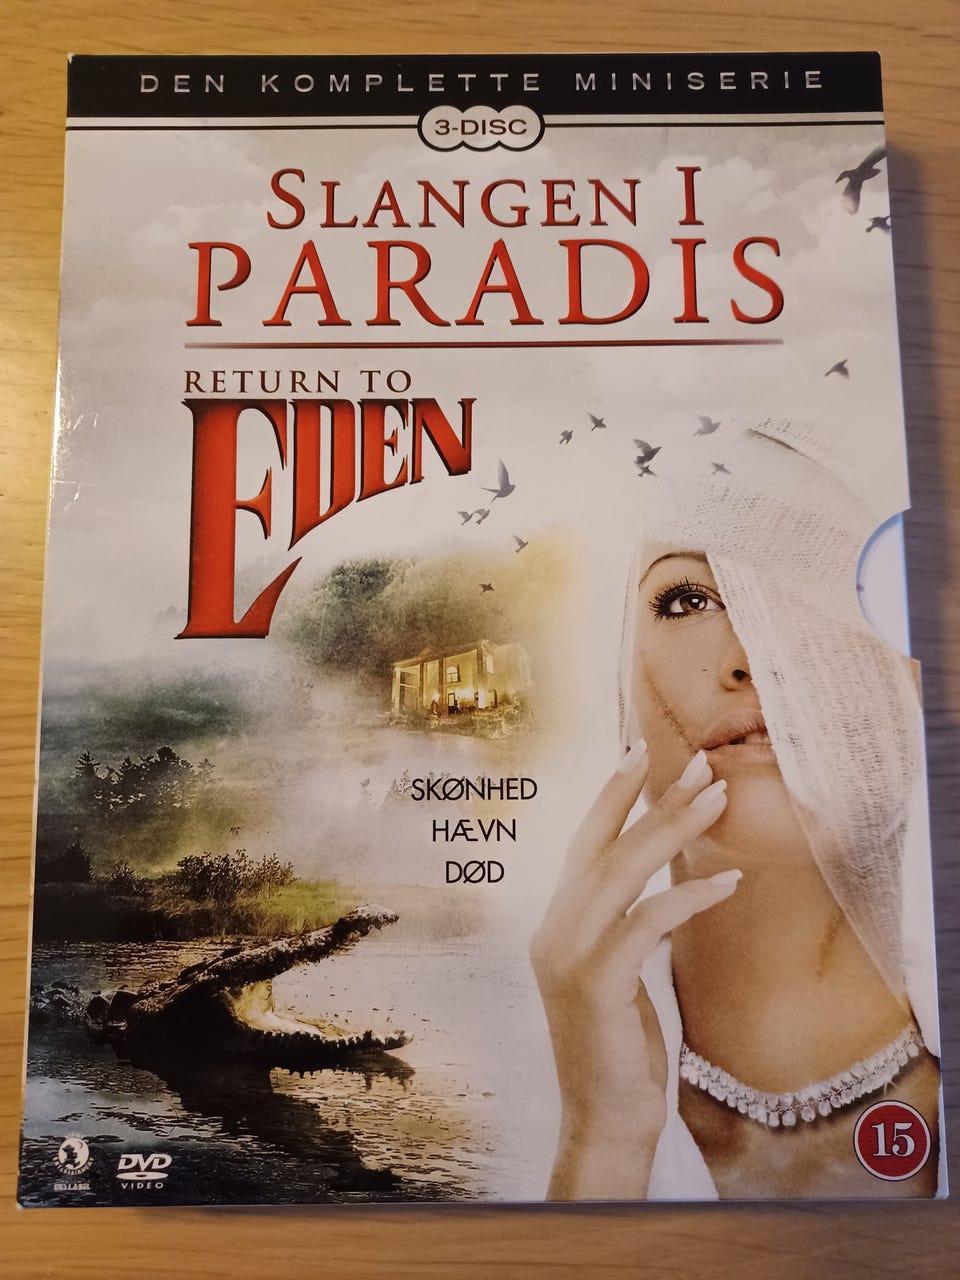 DEN KOMPLETTE MINISERIE
3-DISC
SLANGEN I
PARADIS
RETURN TO
EDEN
SKØNHED
HÆVN
DØD
15
DVD
VIDEO